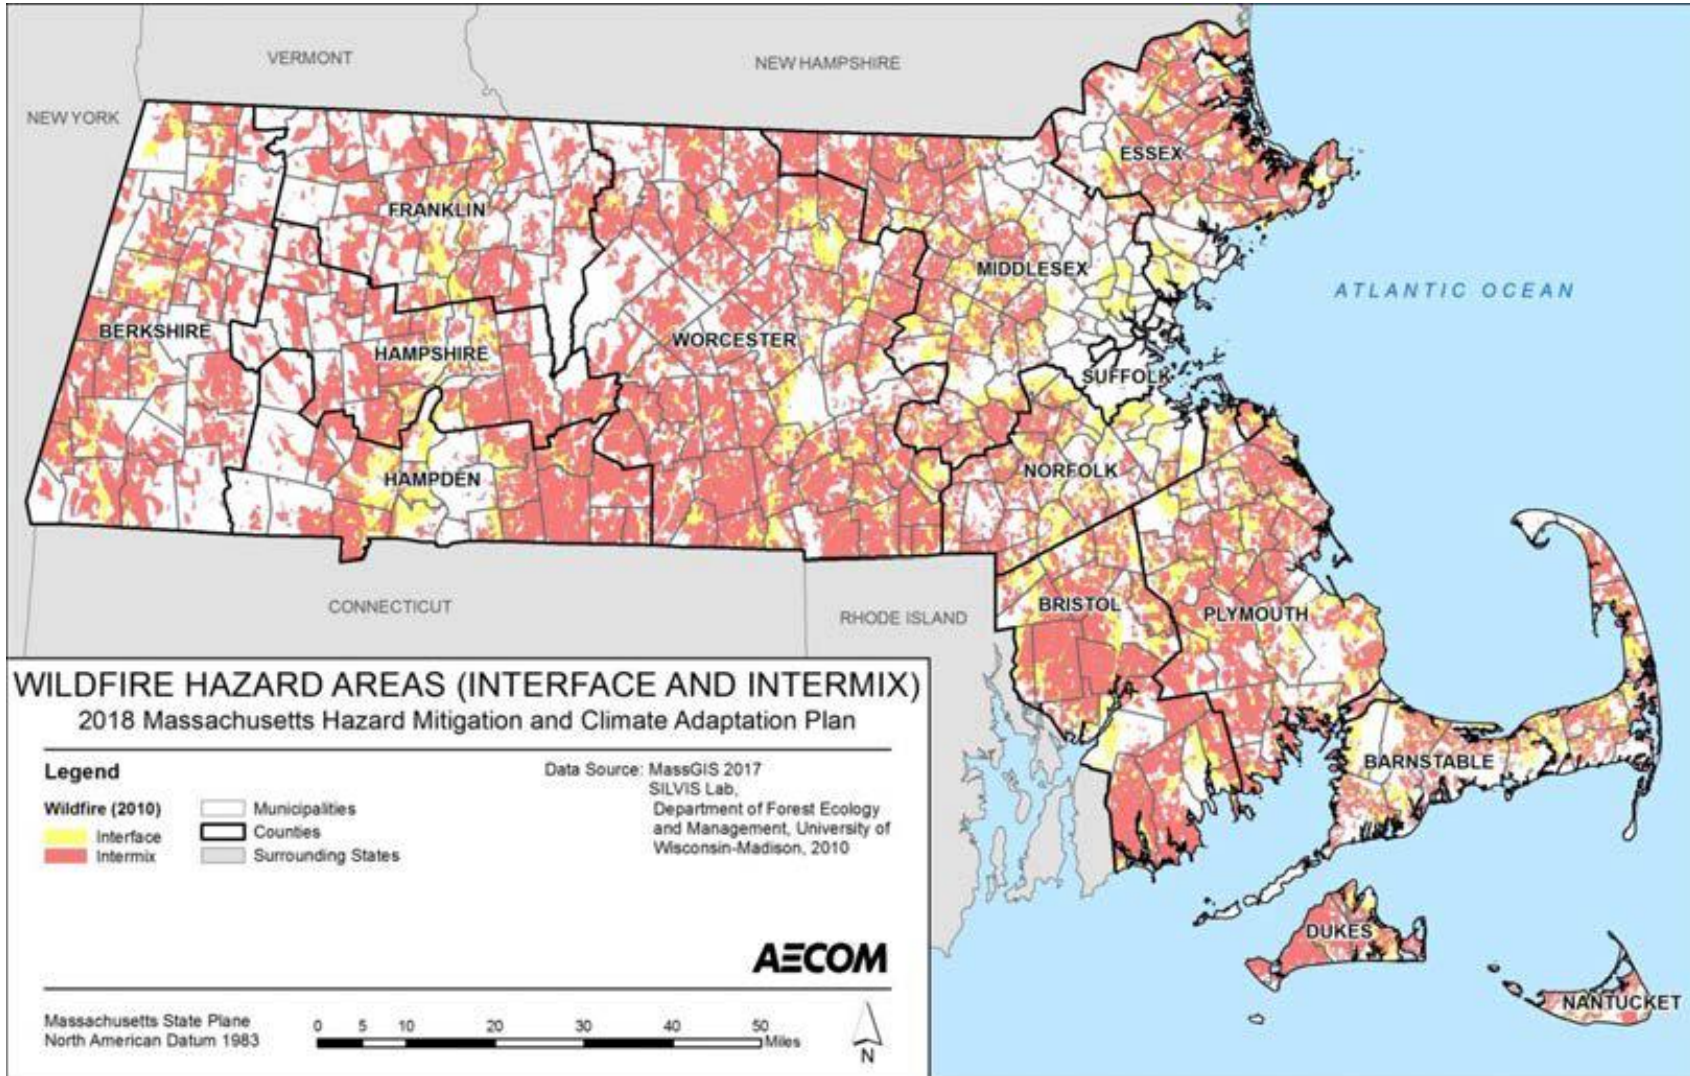 VERMONT
NEW HAMPSHIRE
NEW YORK
ESSEX
FRANKLIN
MIDDLESEX
ATLANTIC OCEAN
BERKSHIRE
HAMPSHIRE
WORCESTER
SUFFOLK
HAMPDEN
NORFOLK
CONNECTICUT
RHODE ISLAND
BRISTOL
PLYMOUTH
BARNSTABLE
DUKES
NANTUCKET
WILDFIRE HAZARD AREAS (INTERFACE AND INTERMIX)
2018 Massachusetts Hazard Mitigation and Climate Adaptation Plan
Legend
Wildfire (2010)
Interface
Intermix
Municipalities
Counties
Surrounding States
Data Source: MassGIS 2017
SILVIS Lab,
Department of Forest Ecology
and Management, University of
Wisconsin-Madison, 2010
AECOM
Massachusetts State Plane
North American Datum 1983
0 5 10 20 30 40 50
Miles
N